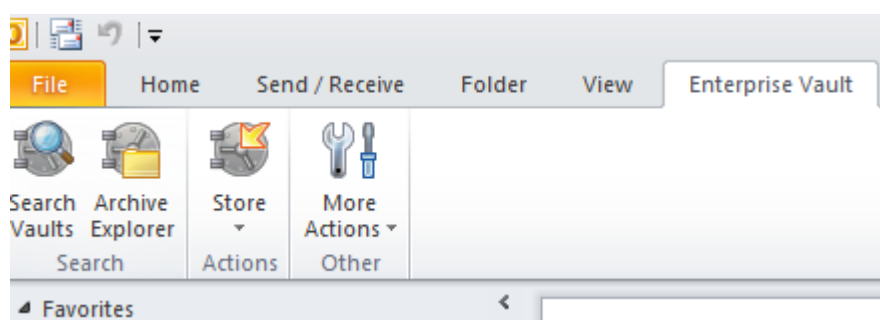 File Home Send / Receive Folder View Enterprise Vault
Search Archive Store More
Vaults Explorer Actions
Search Actions Other
Favorites